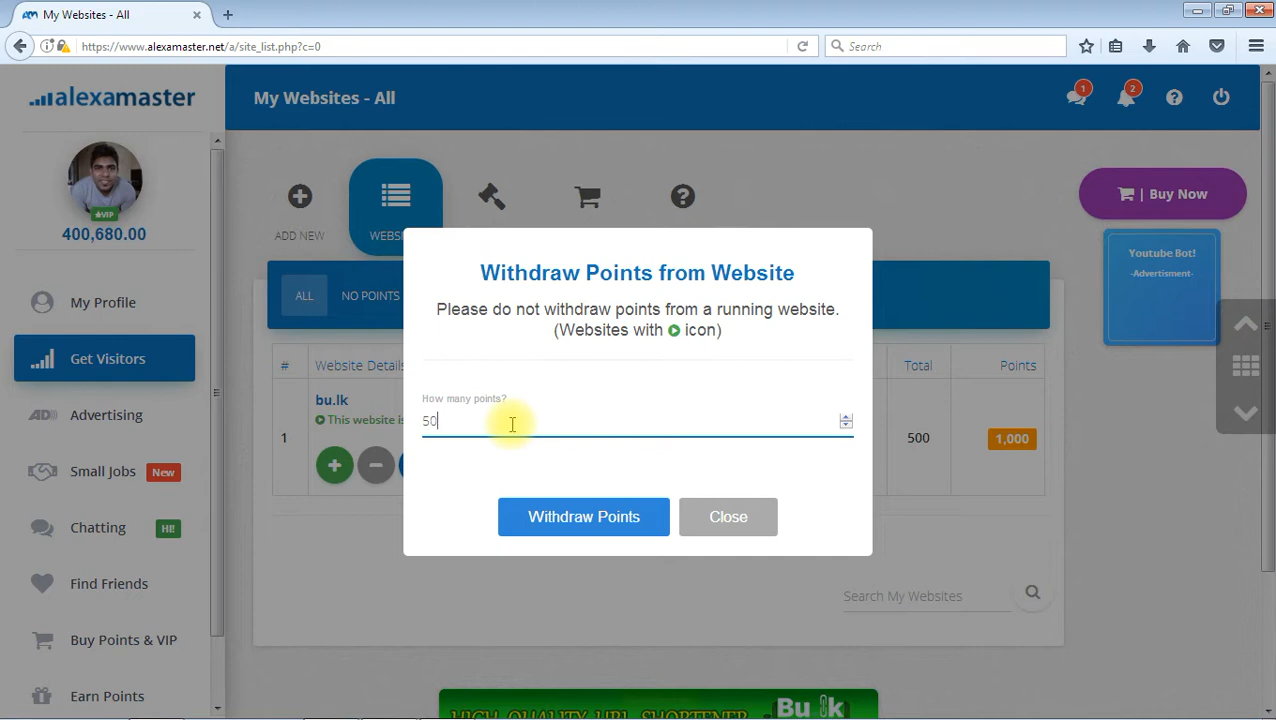 My Websites - All
https://www.alexamaster.net/a/site_list.php?c=0
Search
alexamaster
My Websites - All
1
2
VIP
400,680.00
ADD NEW
WEBS
| Buy Now
Youtube Bot!
-Advertisment-
My Profile
Get Visitors
Advertising
Small Jobs New
Chatting HI!
Find Friends
Buy Points & VIP
Earn Points
ALL
NO POINTS
# Website Details Total Points
bu.lk
This website is
1 500 1,000
Withdraw Points from Website
Please do not withdraw points from a running website.
(Websites with icon)
How many points?
50
Withdraw Points
Close
Search My Websites
HIGH QUALITY URL SHORTENER
Bu lk